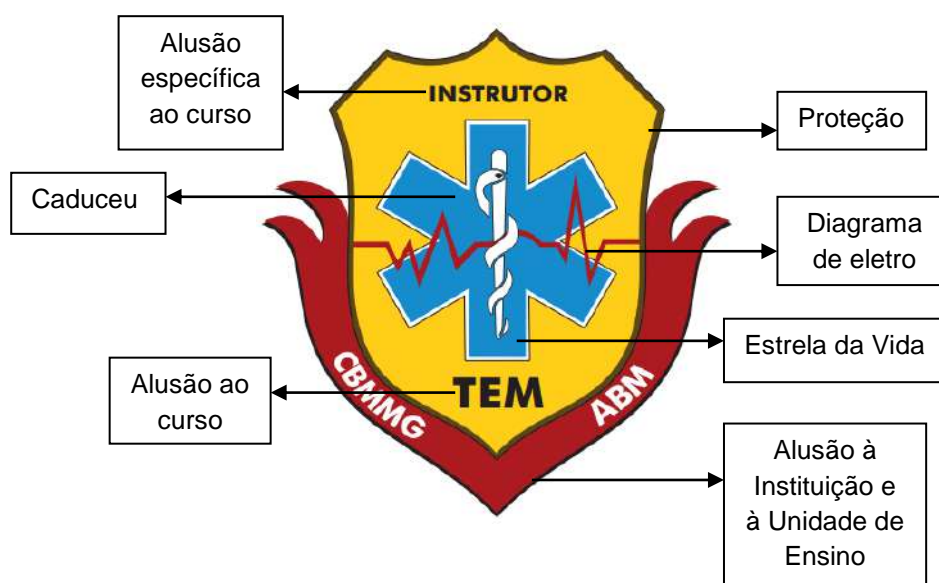 Alusão
específica
ao curso
INSTRUTOR
Proteção
Caduceu
Diagrama
de eletro
Estrela da Vida
Alusão ao
curso
TEM
CBMMG
ABM
Alusão à
Instituição e
à Unidade de
Ensino